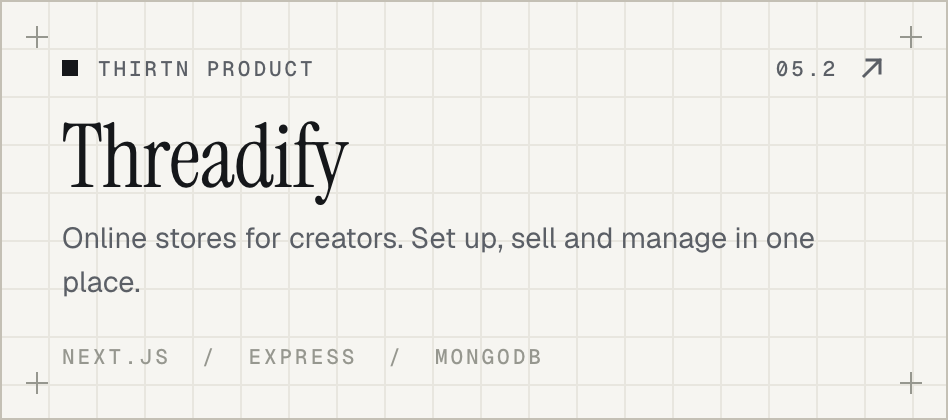 THIRTN PRODUCT 05.2
Threadify
Online stores for creators. Set up, sell and manage in one
place.
NEXT.JS / EXPRESS / MONGODB